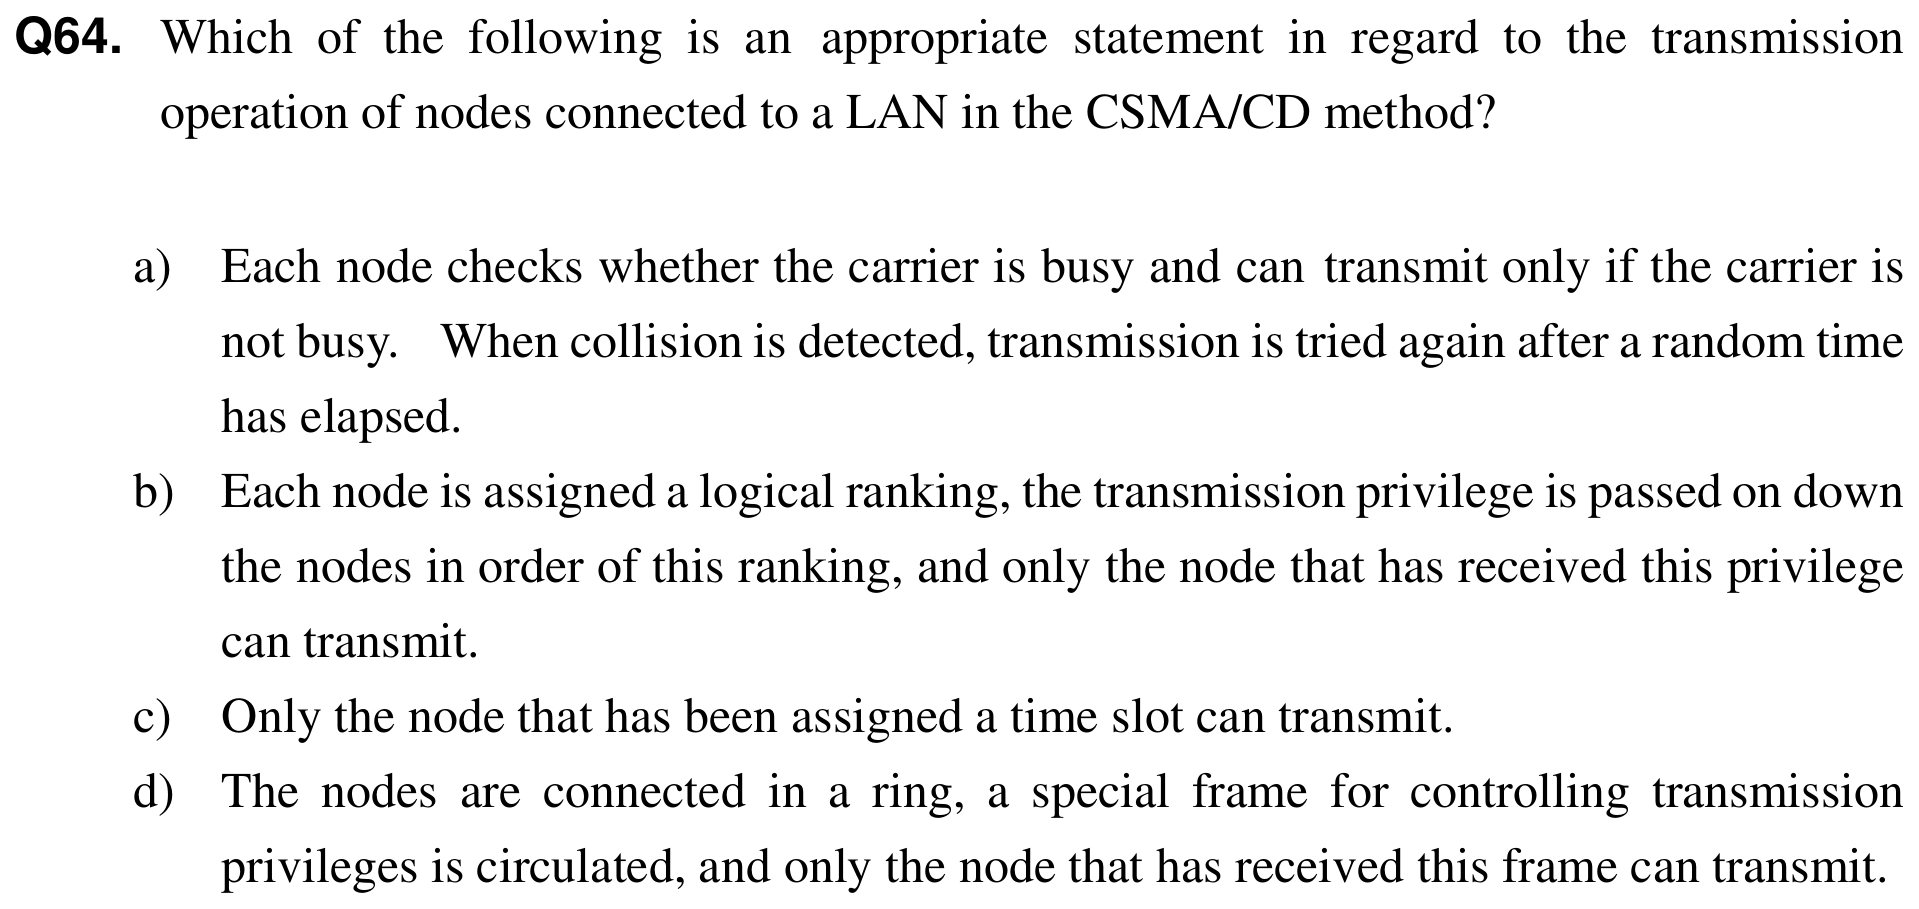 Q64. Which of the following is an appropriate statement in regard to the transmission
operation of nodes connected to a LAN in the CSMA/CD method?
a) Each node checks whether the carrier is busy and can transmit only if the carrier is
not busy. When collision is detected, transmission is tried again after a random time
has elapsed.
b) Each node is assigned a logical ranking, the transmission privilege is passed on down
the nodes in order of this ranking, and only the node that has received this privilege
can transmit.
c) Only the node that has been assigned a time slot can transmit.
d) The nodes are connected in a ring, a special frame for controlling transmission
privileges is circulated, and only the node that has received this frame can transmit.